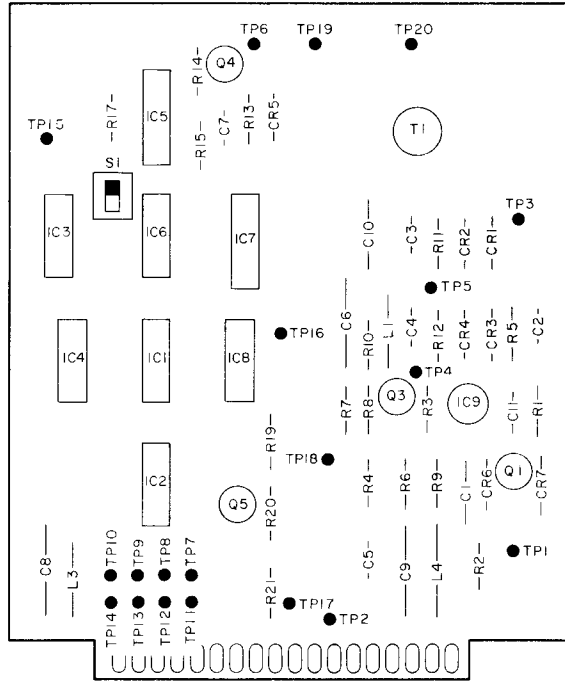 TP6 TP19 TP20
R14 Q4
TP15 R17 IC5 R15 C7 R13 CR5 T1
S1
IC3 IC6 IC7 C10 C3 R11 CR2 CR1 TP3
TP5
IC4 IC1 IC8 TP16 C6 R10 L1 C4 R12 CR4 CR3 R5 C2
TP4
R7 R8 Q3 R3 IC9 C11 R1
R19
TP18
IC2 R20 Q5 R4 R6 R9 C1 CR6 Q1 CR7
C8 L3 TP10 TP9 TP8 TP7 C5 C9 L4 R2 TP1
TP14 TP13 TP12 TP11 R21 TP17 TP2